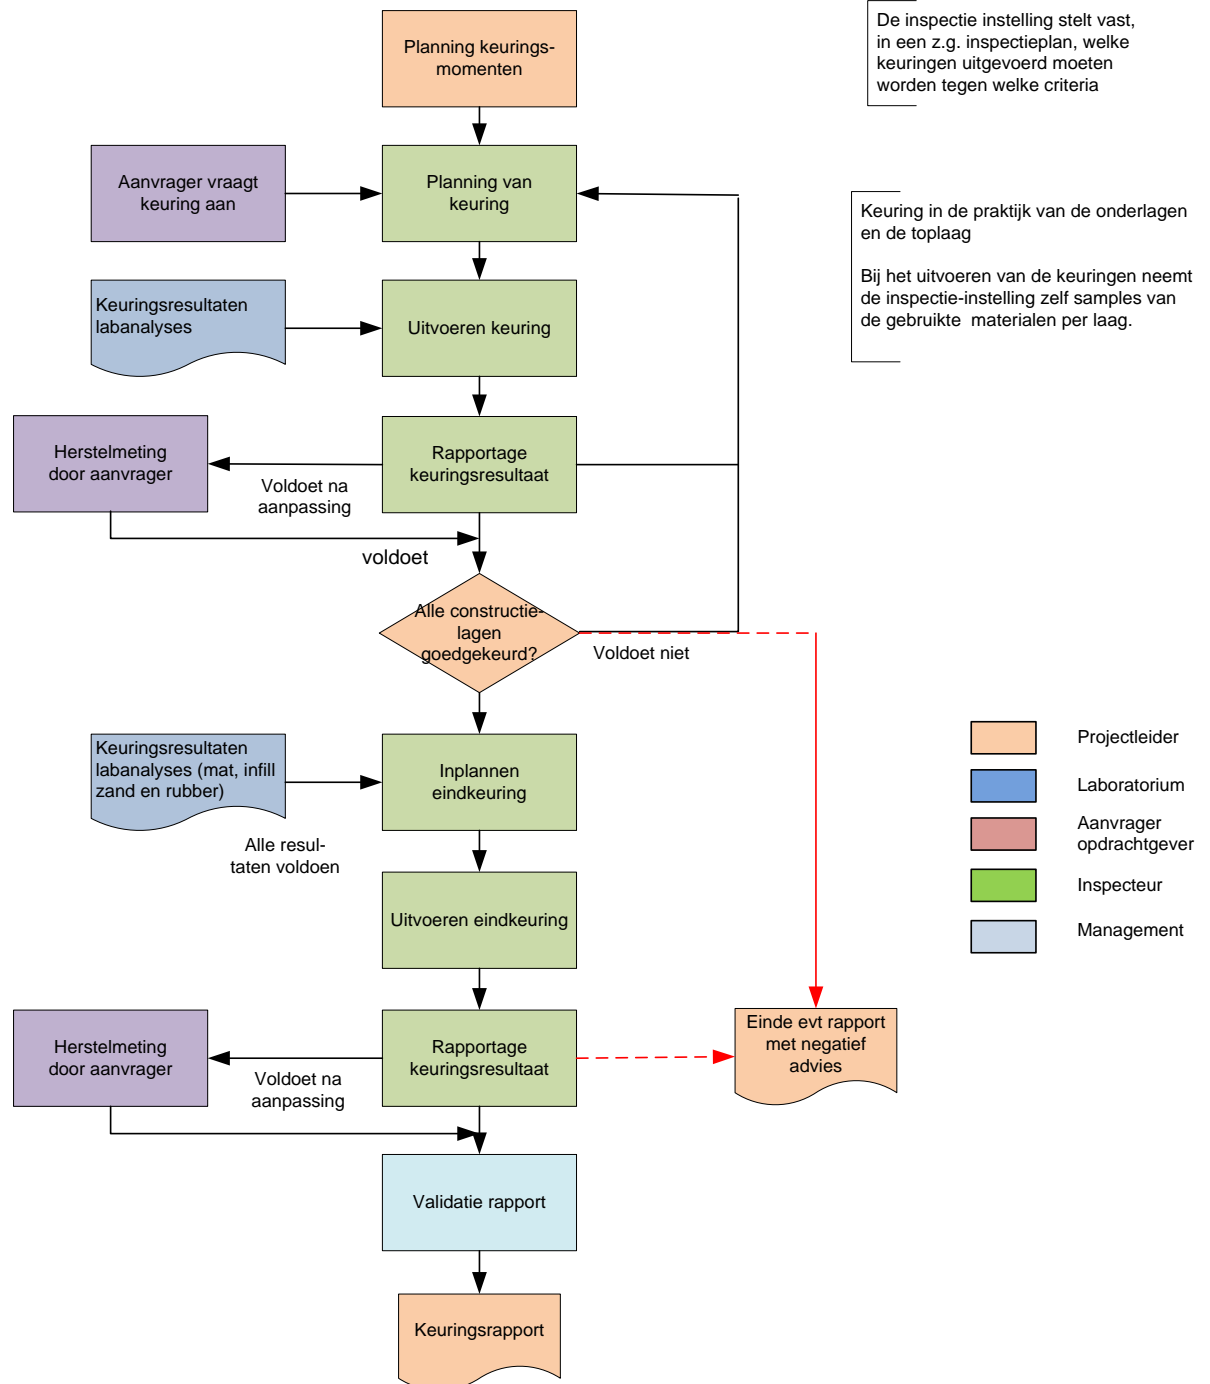 Planning keurings-
momenten
De inspectie instelling stelt vast,
in een z.g. inspectieplan, welke
keuringen uitgevoerd moeten
worden tegen welke criteria
Aanvrager vraagt
keuring aan
Planning van
keuring
Keuring in de praktijk van de onderlagen
en de toplaag
Bij het uitvoeren van de keuringen neemt
de inspectie-instelling zelf samples van
de gebruikte materialen per laag.
Keuringsresultaten
labanalyses
Uitvoeren keuring
Herstelmeting
door aanvrager
Voldoet na
aanpassing
Rapportage
keuringsresultaat
voldoet
Alle constructie-
lagen
goedgekeurd?
Voldoet niet
Keuringsresultaten
labanalyses (mat, infill
zand en rubber)
Inplannen
eindkeuring
Alle resul-
taten voldoen
Projectleider
Laboratorium
Aanvrager
opdrachtgever
Inspecteur
Management
Uitvoeren eindkeuring
Herstelmeting
door aanvrager
Voldoet na
aanpassing
Rapportage
keuringsresultaat
Einde evt rapport
met negatief
advies
Validatie rapport
Keuringsrapport